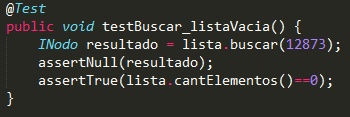 @Test
public void testBuscar_listaVacia() {
    INodo resultado = lista.buscar(12873);
    assertNull(resultado);
    assertTrue(lista.cantElementos()==0);
}